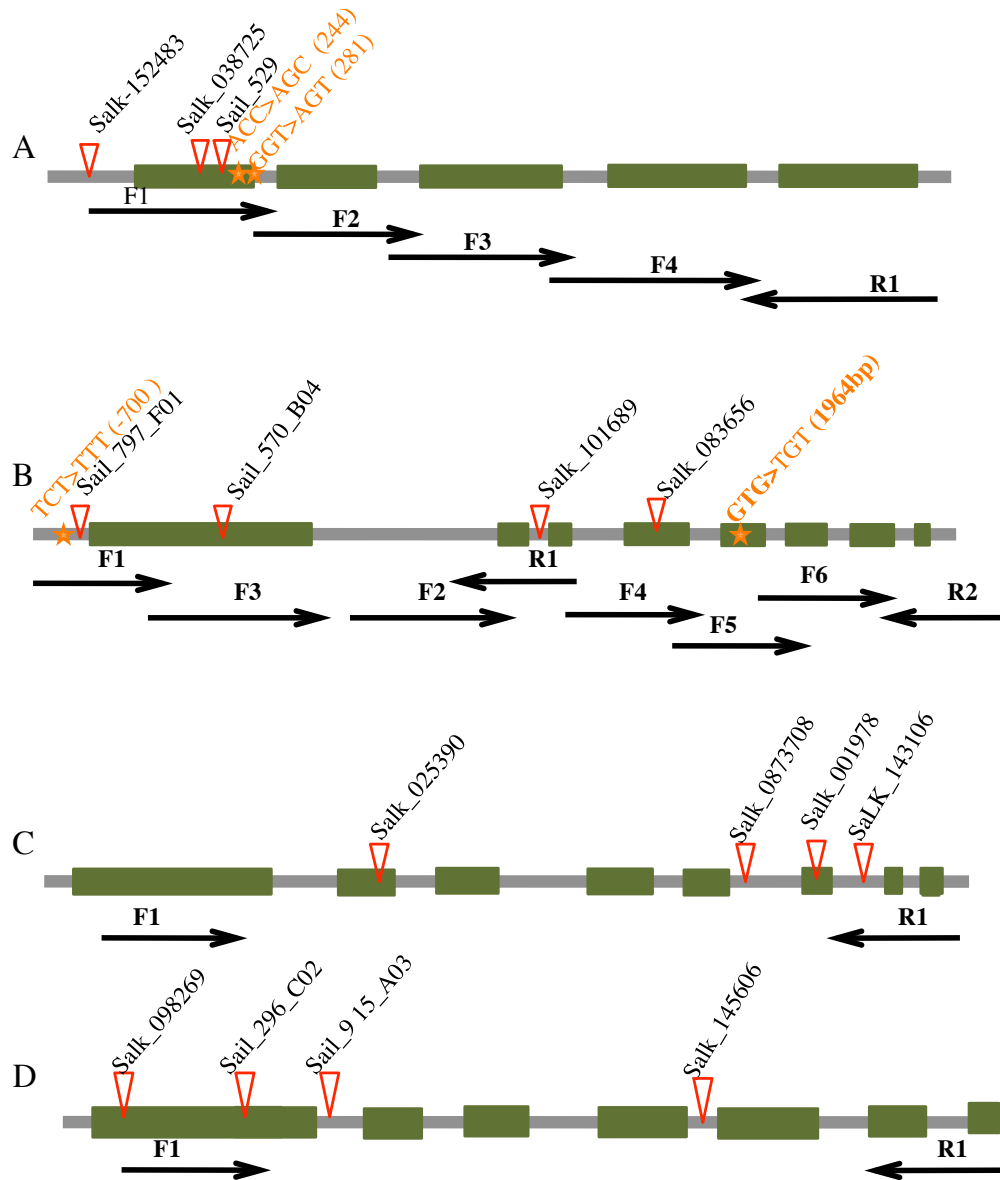 A
Salk-152483
Salk_038725
Sail_529
ACC>AGC (244)
GGT>AGT (281)
F1
F2
F3
F4
R1
B
TCT>TTT (-700 )
Sail_797_F01
Sail_570_B04
Salk_101689
Salk_083656
GTG>TGT (1964bp)
F1
F3
F2
R1
F4
F5
F6
R2
C
Salk_025390
Salk_0873708
Salk_001978
SaLK_143106
F1
R1
D
Salk_098269
Sail_296_C02
Sail_9 15_A03
Salk_145606
F1
R1